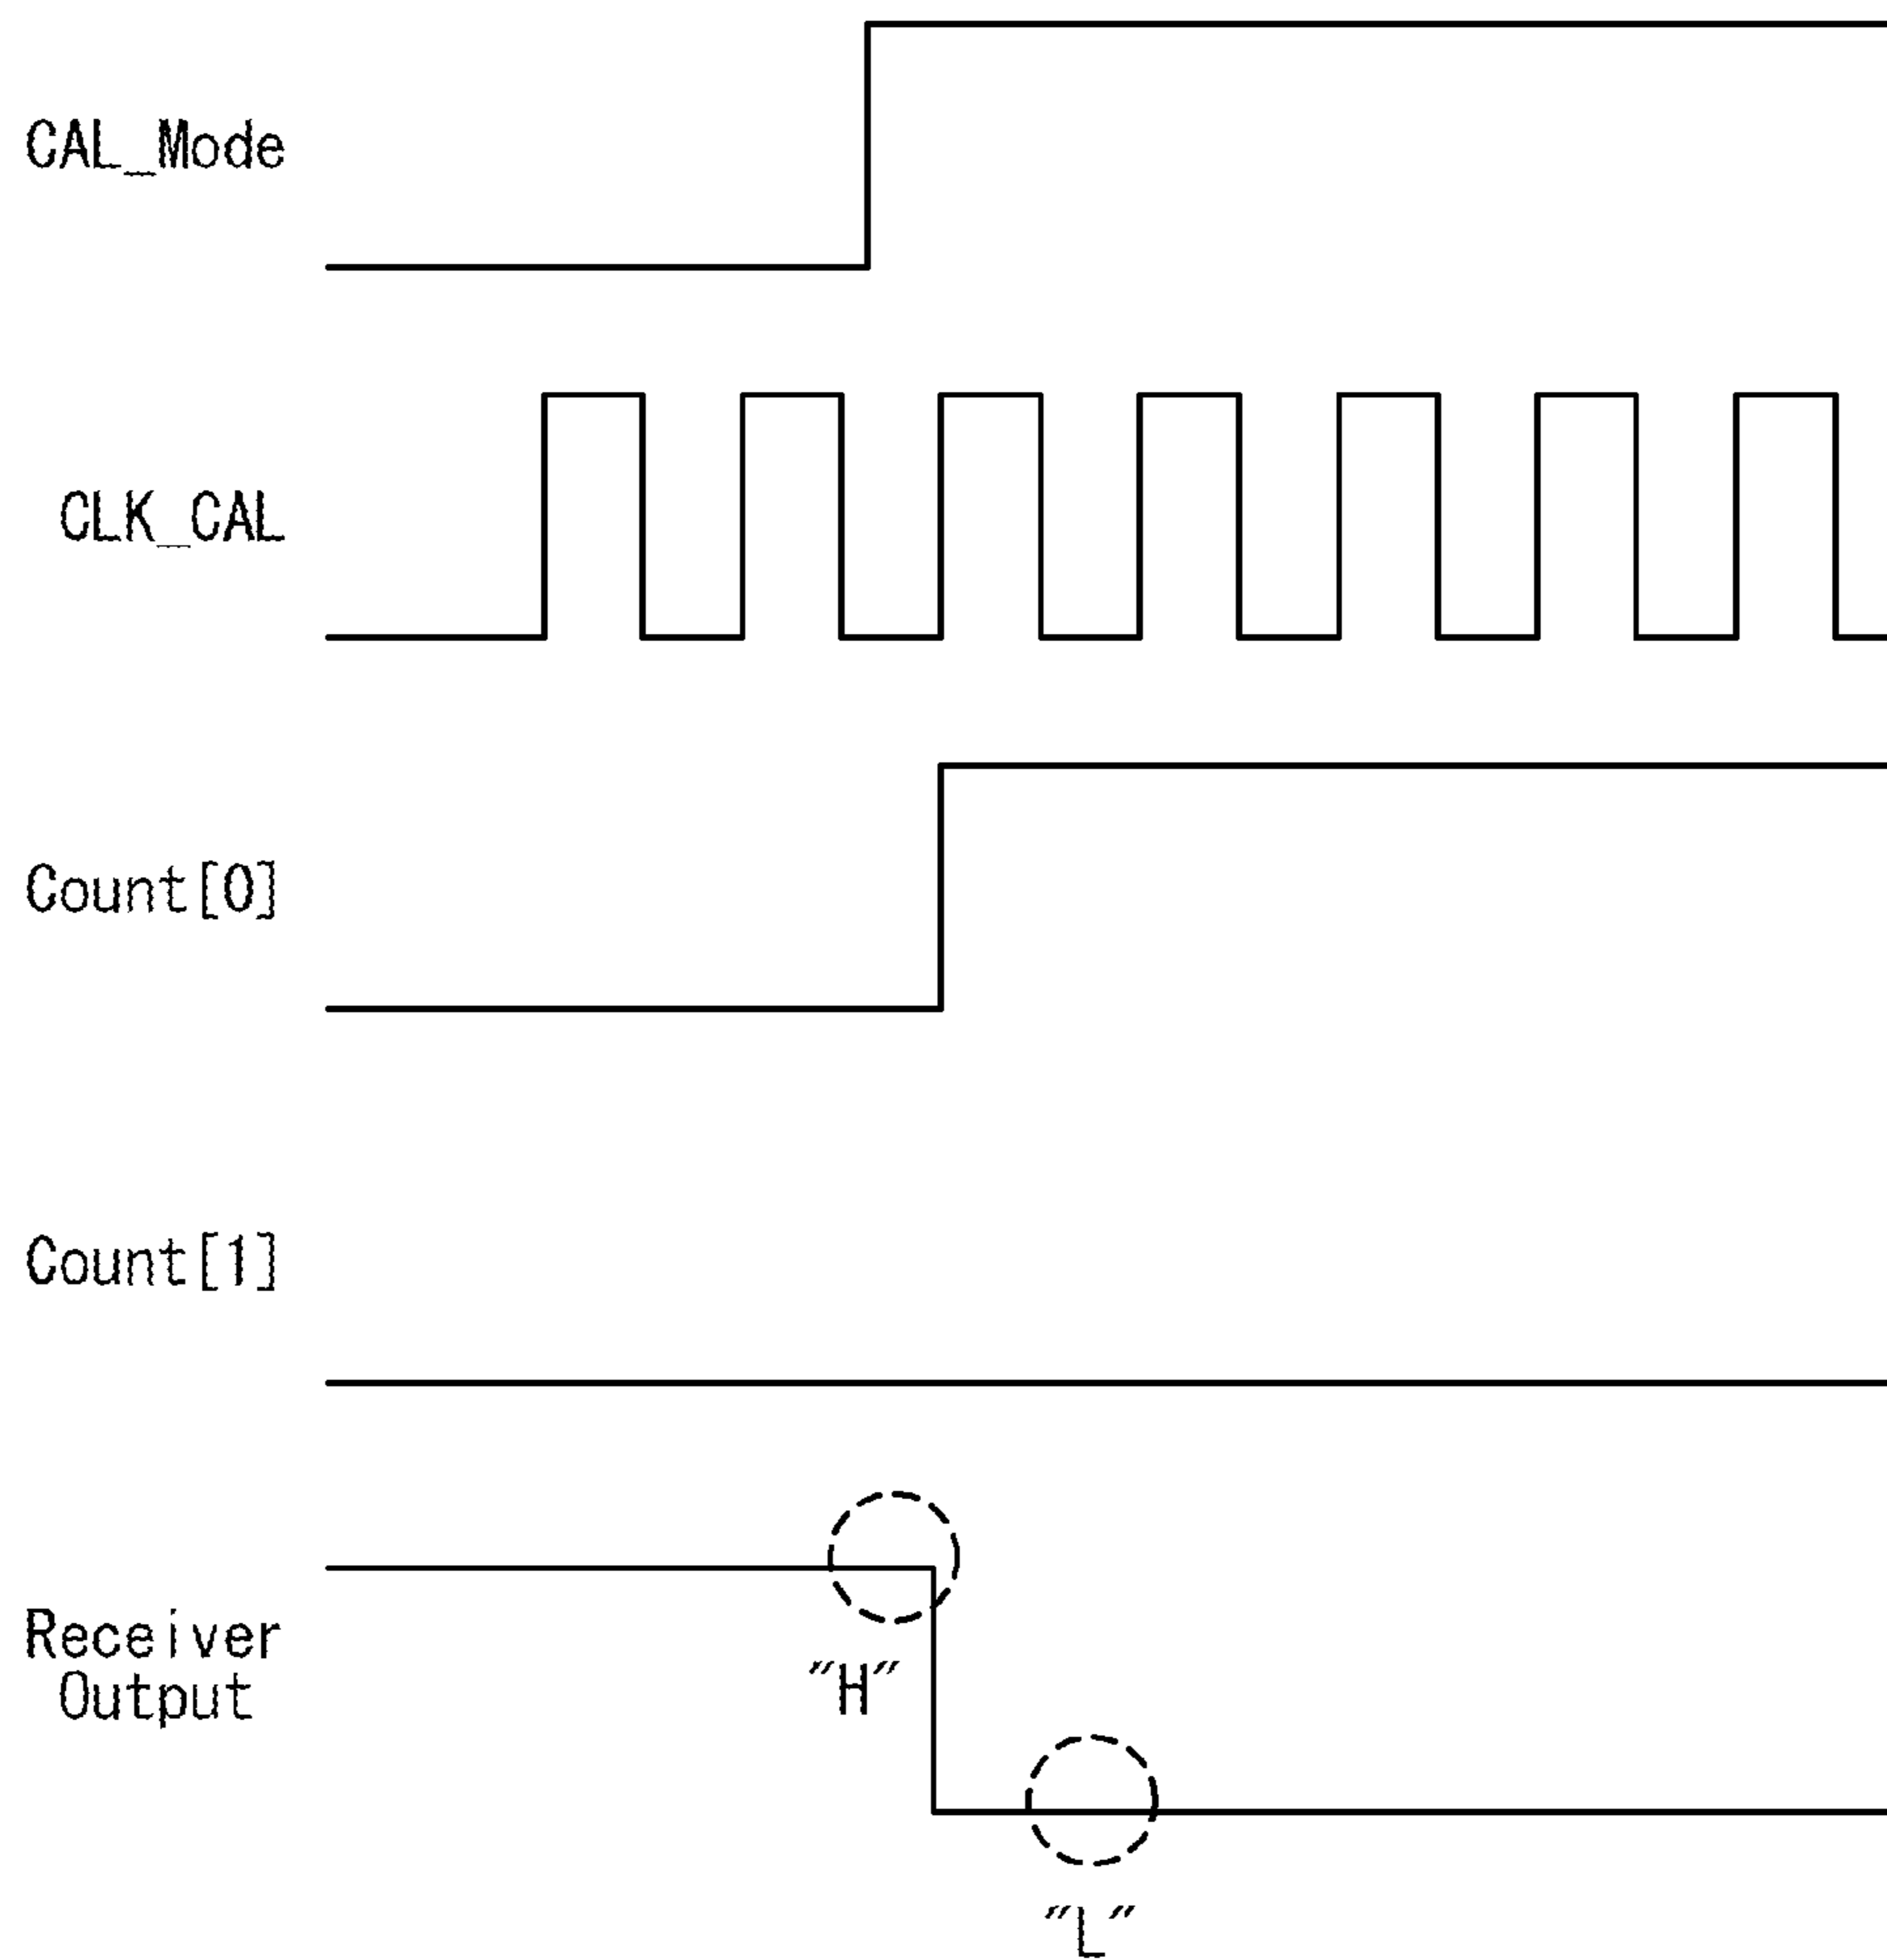 CAL_Mode
CLK_CAL
Count[0]
Count[1]
Receiver
Output
"H"
"L"